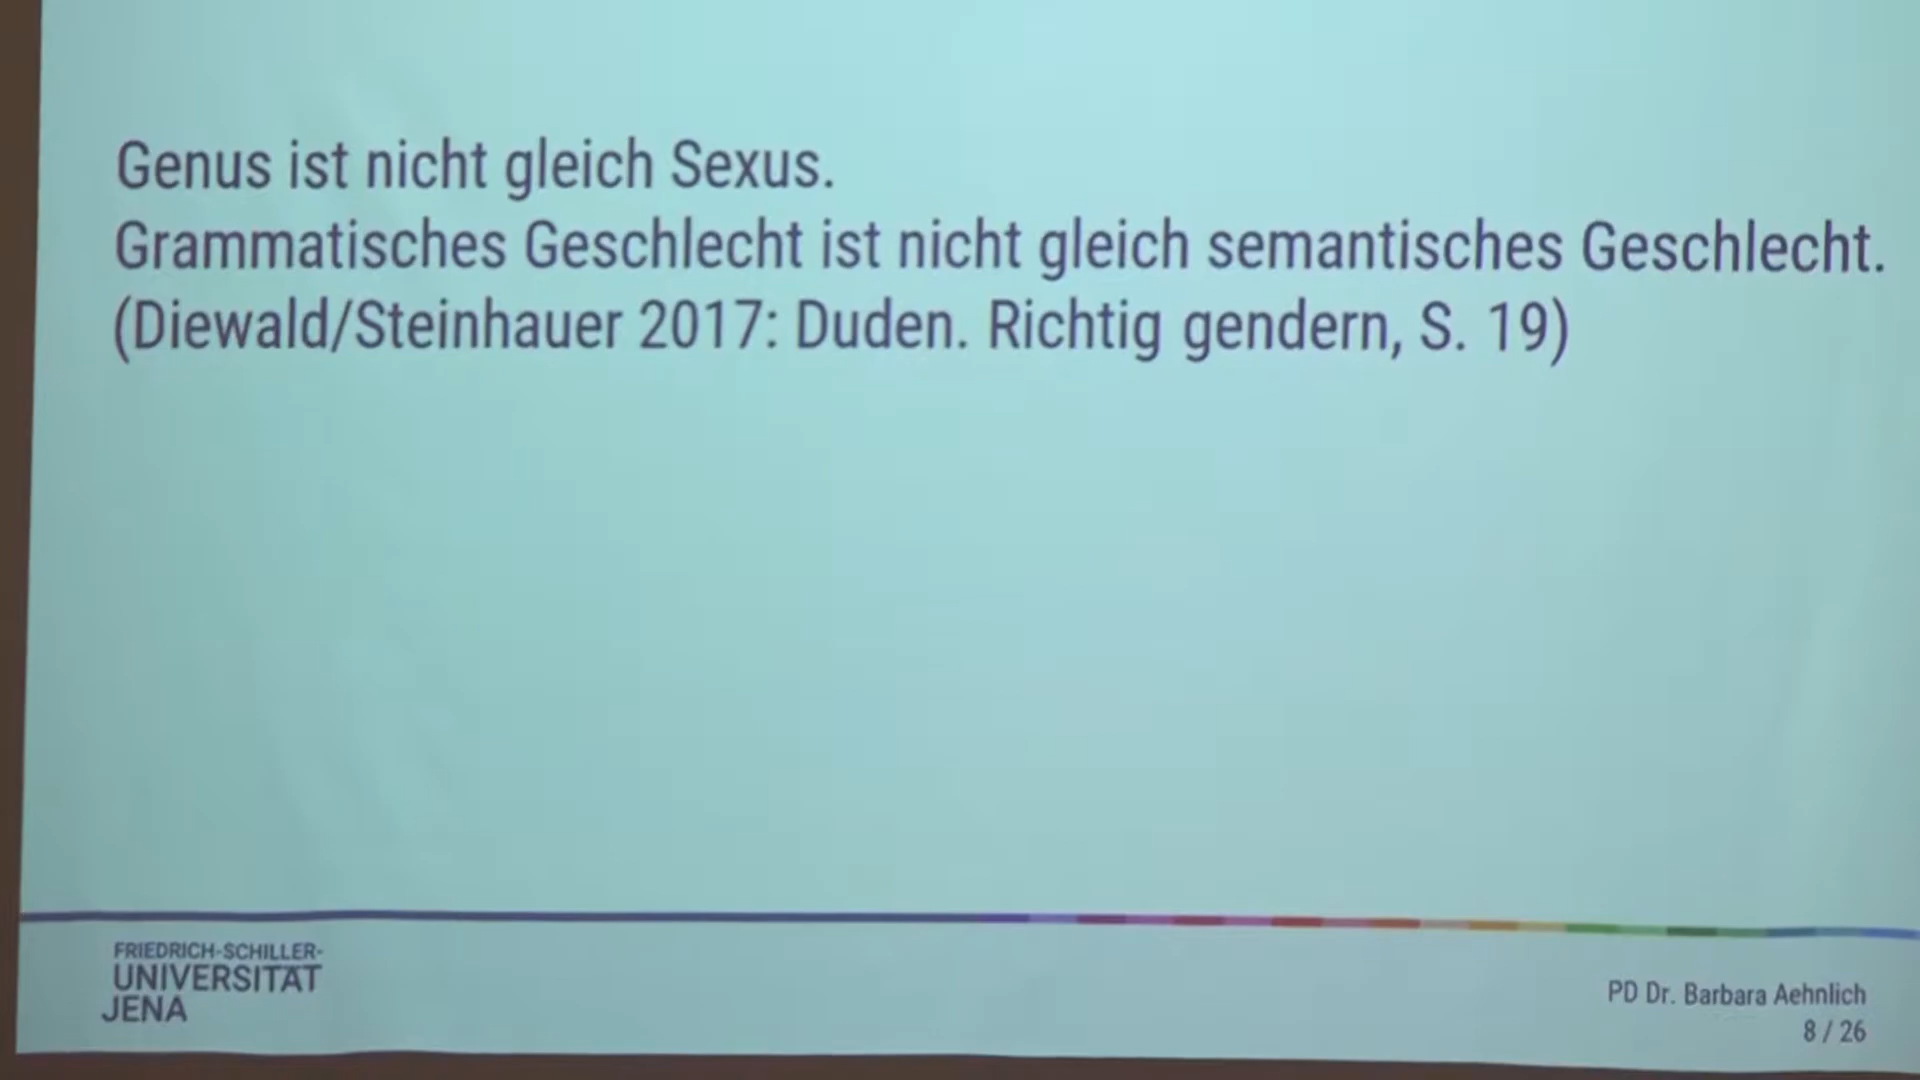 Genus ist nicht gleich Sexus.
Grammatisches Geschlecht ist nicht gleich semantisches Geschlecht.
(Diewald/Steinhauer 2017: Duden. Richtig gendern, S. 19)
FRIEDRICH-SCHILLER-
UNIVERSITÄT
JENA
PD Dr. Barbara Aehnlich
8 / 26